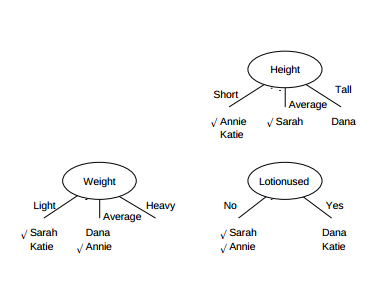 Height
Short
Tall
Average
√ Annie
√ Sarah
Dana
Katie
Weight
Light
Heavy
Average
√ Sarah
Dana
Katie
√ Annie
Lotionused
No
Yes
√ Sarah
Dana
√ Annie
Katie